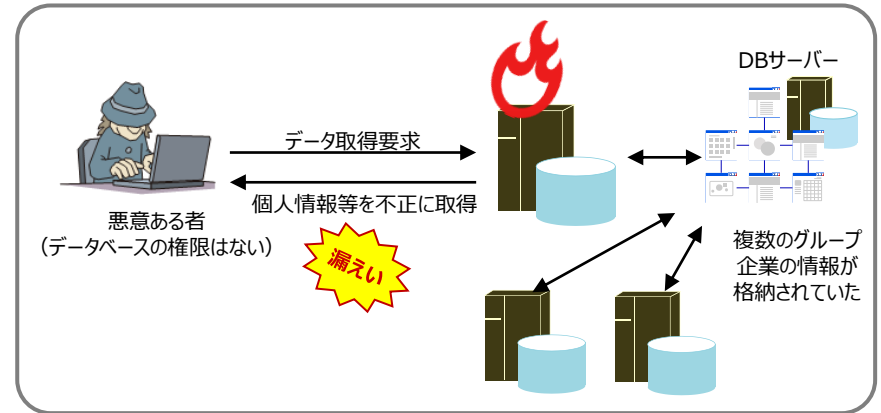 DBサーバー
データ取得要求
個人情報等を不正に取得
悪意ある者
（データベースの権限はない）
漏えい
複数のグループ
企業の情報が
格納されていた